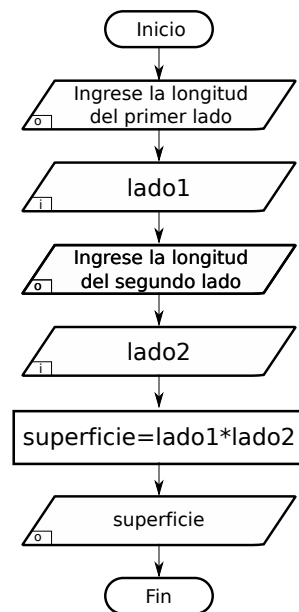 Inicio
Ingrese la longitud
del primer lado
o
lado1
i
Ingrese la longitud
del segundo lado
o
lado2
i
superficie=lado1*lado2
superficie
o
Fin